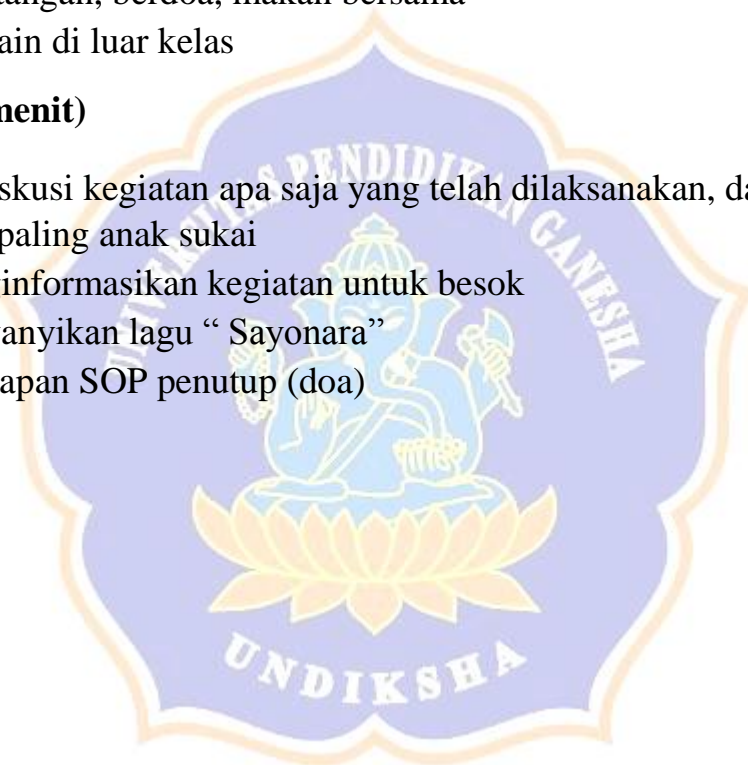 tangan, berdoa, makan bersama
ain di luar kelas
menit)
skusi kegiatan apa saja yang telah dilaksanakan, da
paling anak sukai
informasikan kegiatan untuk besok
anyikan lagu “ Sayonara”
apan SOP penutup (doa)
UNIVERSITAS PENDIDIKAN GANESHA
UNDIKSHA